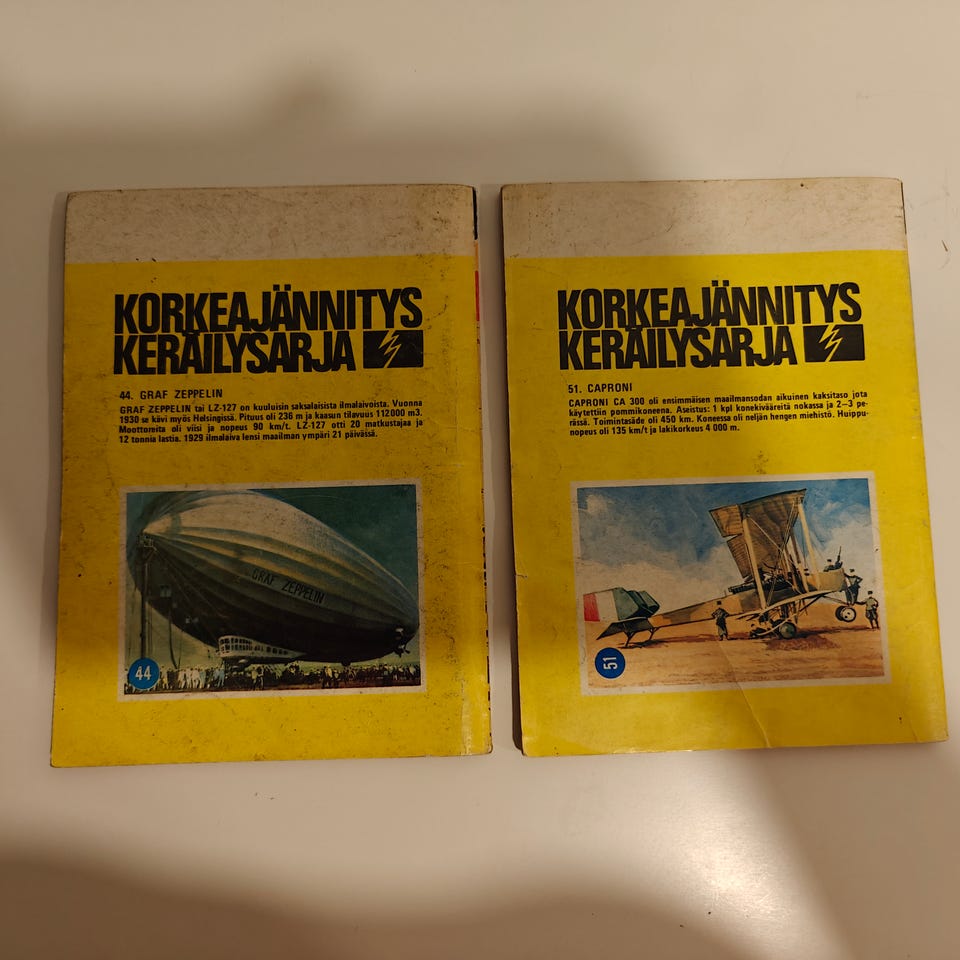 KORKEAJÄNNITYS
KERÄILYSARJA
44. GRAF ZEPPELIN
GRAF ZEPPELIN tai LZ-127 on kuuluisin saksalaisista ilmalaivoista. Vuonna
1930 se kävi myös Helsingissä. Pituus oli 236 m ja kaasun tilavuus 112000 m3.
Moottoreita oli viisi ja nopeus 90 km/t. LZ-127 otti 20 matkustajaa ja
12 tonnia lastia. 1929 ilmalaiva lensi maailman ympäri 21 päivässä.
GRAF ZEPPELIN
44
KORKEAJÄNNITYS
KERÄILYSARJA
51. CAPRONI
CAPRONI CA 300 oli ensimmäisen maailmansodan aikuinen kaksitaso jota
käytettiin pommikoneena. Aseistus: 1 kpl konekivääreitä nokassa ja 2–3 pe-
rässä. Toimintasäde oli 450 km. Koneessa oli neljän hengen miehistö. Huippu-
nopeus oli 135 km/t ja lakikorkeus 4 000 m.
51